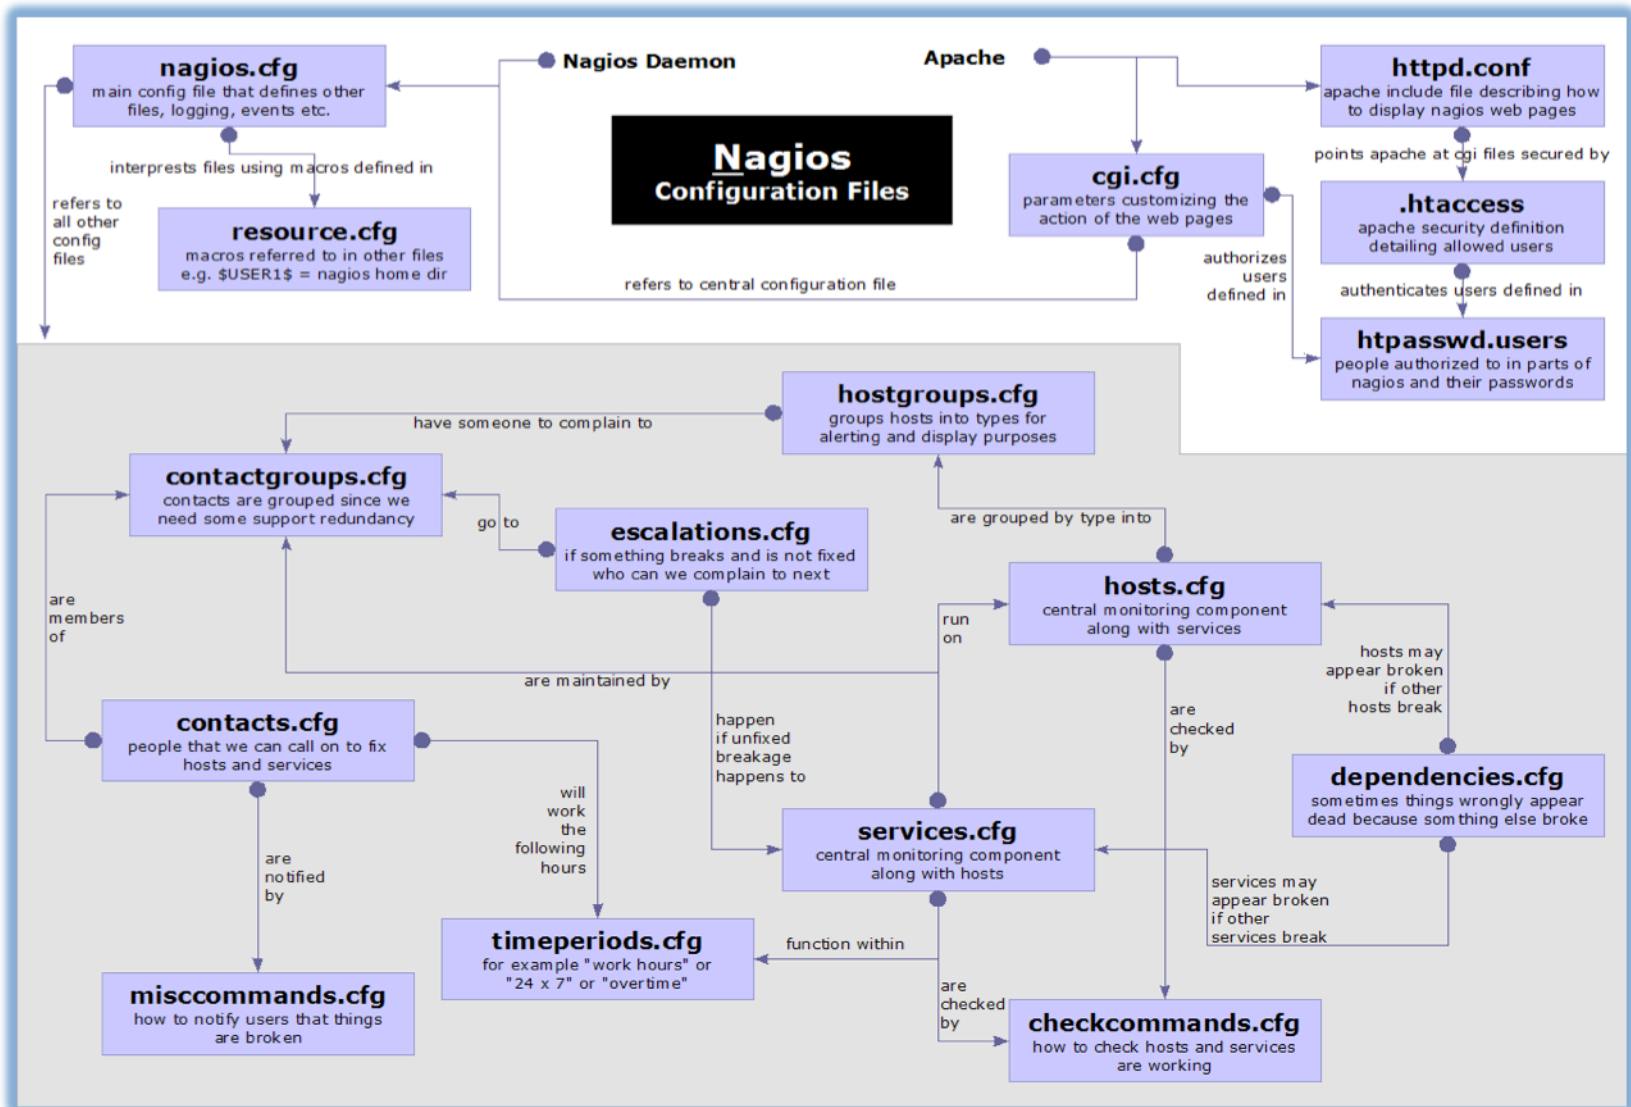 nagios.cfg
main config file that defines other
files, logging, events etc.
Nagios Daemon
Apache
httpd.conf
apache include file describing how
to display nagios web pages
Nagios
Configuration Files
interprests files using macros defined in
points apache at cgi files secured by
refers to
all other
config
files
resource.cfg
macros referred to in other files
e.g. $USER1$ = nagios home dir
cgi.cfg
parameters customizing the
action of the web pages
.htaccess
apache security definition
detailing allowed users
refers to central configuration file
authorizes
users
defined in
authenticates users defined in
htpasswd.users
people authorized to in parts of
nagios and their passwords
hostgroups.cfg
groups hosts into types for
alerting and display purposes
have someone to complain to
contactgroups.cfg
contacts are grouped since we
need some support redundancy
go to
escalations.cfg
if something breaks and is not fixed
who can we complain to next
are grouped by type into
hosts.cfg
central monitoring component
along with services
are
members
of
run
on
are maintained by
hosts may
appear broken
if other
hosts break
contacts.cfg
people that we can call on to fix
hosts and services
happen
if unfixed
breakage
happens to
are
checked
by
dependencies.cfg
sometimes things wrongly appear
dead because somthing else broke
will
work
the
following
hours
services.cfg
central monitoring component
along with hosts
are
notified
by
services may
appear broken
if other
services break
timeperiods.cfg
for example "work hours" or
"24 x 7" or "overtime"
function within
misccommands.cfg
how to notify users that things
are broken
are
checked
by
checkcommands.cfg
how to check hosts and services
are working